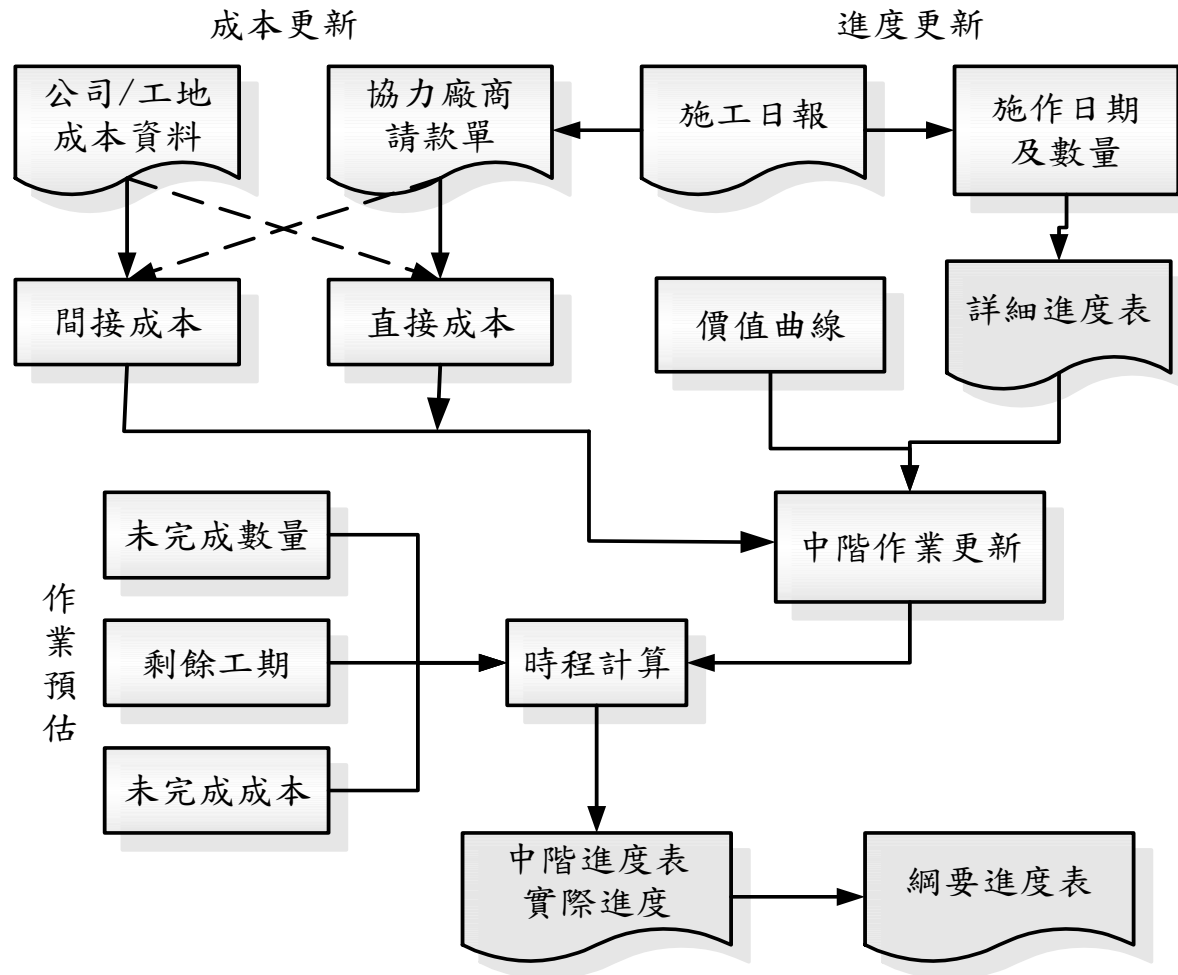 成本更新
進度更新
公司/工地
成本資料
協力廠商
請款單
施工日報
施作日期
及數量
間接成本
直接成本
價值曲線
詳細進度表
未完成數量
中階作業更新
作業預估
剩餘工期
時程計算
未完成成本
中階進度表
實際進度
綱要進度表